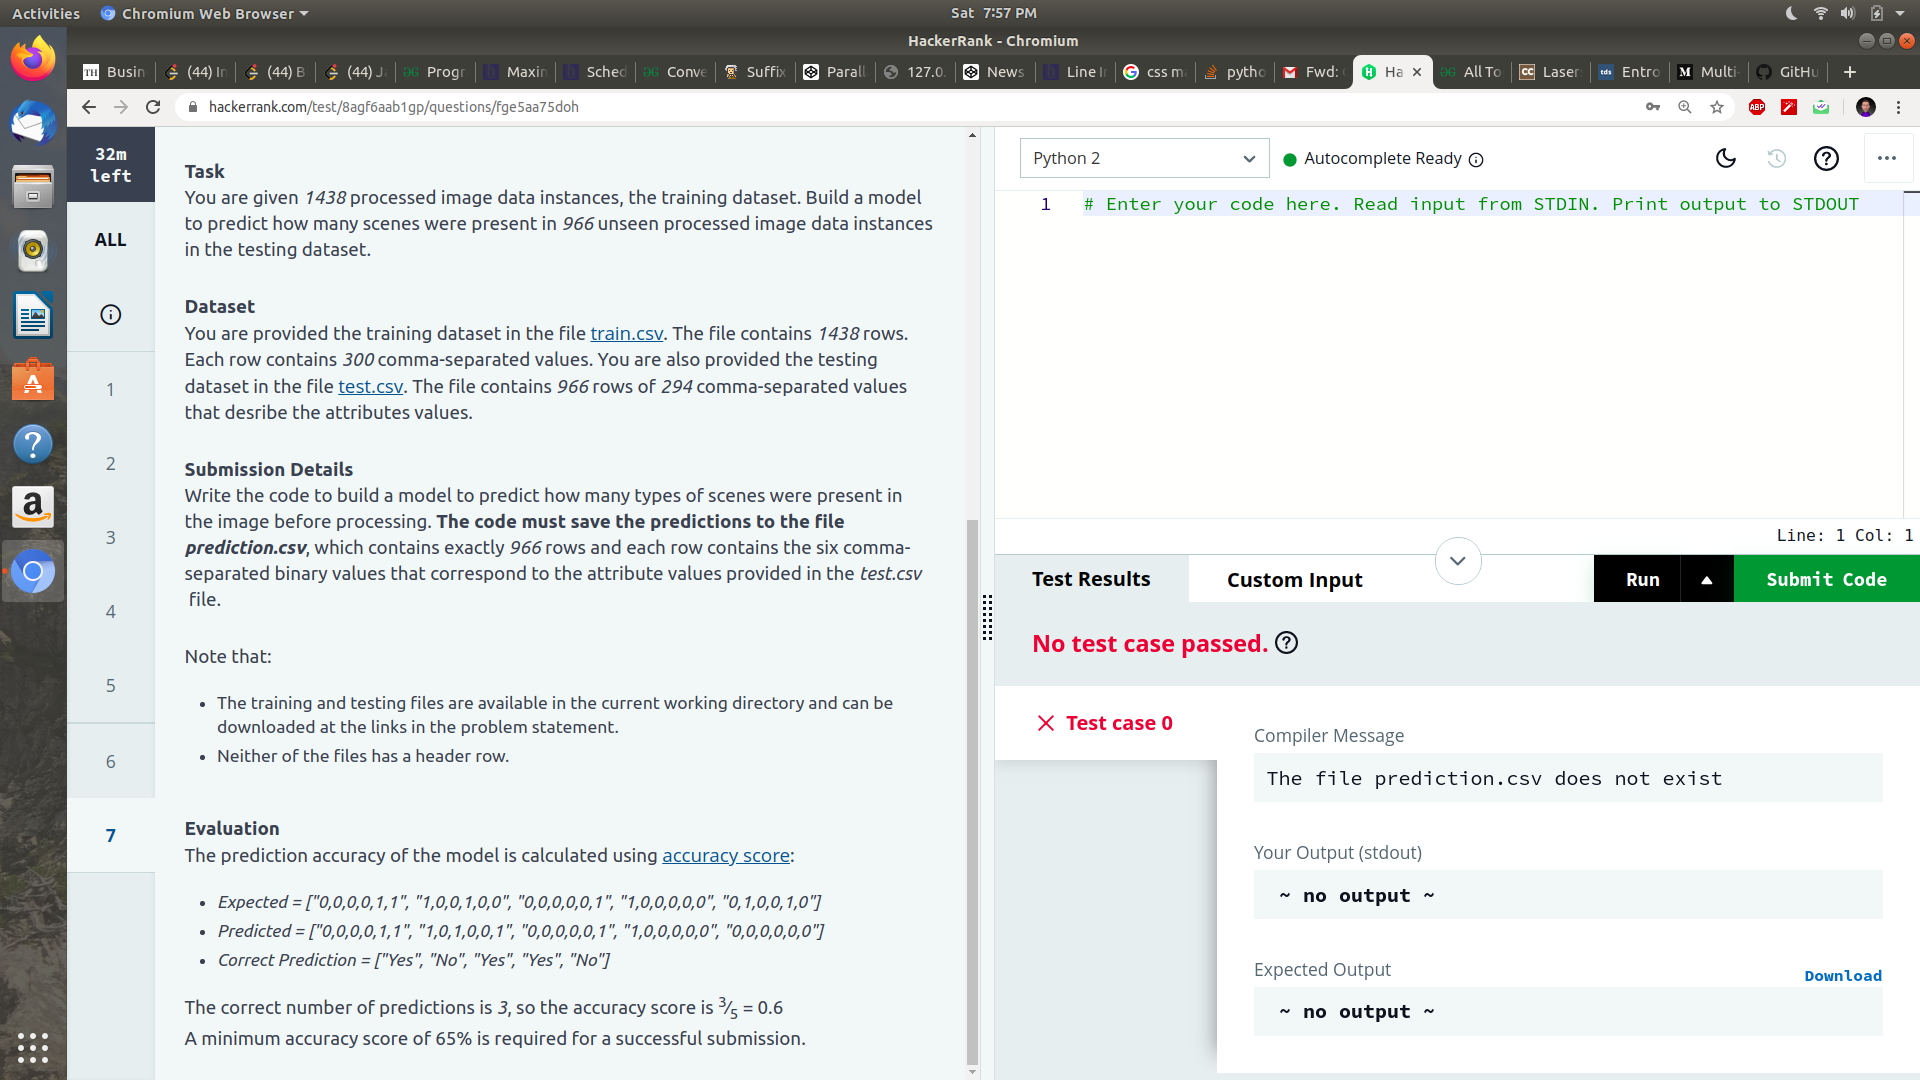 Activities
Chromium Web Browser
Sat 7:57 PM
HackerRank - Chromium
TH Busin
(44) In
(44) B
(44) J
Progr
Maxin
Sched
Conve
Suffix
Parall
127.0.
News
Line I
css m
pytho
Fwd:
Ha
All To
CC Laser
tds Entro
M Multi
GitHu
hackerrank.com/test/8agf6aab1gp/questions/fge5aa75doh
ABP
32m
left
ALL
1
2
3
4
5
6
7
Task
You are given 1438 processed image data instances, the training dataset. Build a model
to predict how many scenes were present in 966 unseen processed image data instances
in the testing dataset.
Dataset
You are provided the training dataset in the file train.csv. The file contains 1438 rows.
Each row contains 300 comma-separated values. You are also provided the testing
dataset in the file test.csv. The file contains 966 rows of 294 comma-separated values
that desribe the attributes values.
Submission Details
Write the code to build a model to predict how many types of scenes were present in
the image before processing. The code must save the predictions to the file
prediction.csv, which contains exactly 966 rows and each row contains the six comma-
separated binary values that correspond to the attribute values provided in the test.csv
file.
Note that:
• The training and testing files are available in the current working directory and can be
downloaded at the links in the problem statement.
• Neither of the files has a header row.
Evaluation
The prediction accuracy of the model is calculated using accuracy score:
• Expected = ["0,0,0,0,1,1", "1,0,0,1,0,0", "0,0,0,0,0,1", "1,0,0,0,0,0", "0,1,0,0,1,0"]
• Predicted = ["0,0,0,0,1,1", "1,0,1,0,0,1", "0,0,0,0,0,1", "1,0,0,0,0,0", "0,0,0,0,0,0"]
• Correct Prediction = ["Yes", "No", "Yes", "Yes", "No"]
The correct number of predictions is 3, so the accuracy score is 3/5 = 0.6
A minimum accuracy score of 65% is required for a successful submission.
Python 2
Autocomplete Ready
1 # Enter your code here. Read input from STDIN. Print output to STDOUT
Line: 1 Col: 1
Test Results
Custom Input
Run
Submit Code
No test case passed.
Test case 0
Compiler Message
The file prediction.csv does not exist
Your Output (stdout)
~ no output ~
Expected Output
Download
~ no output ~